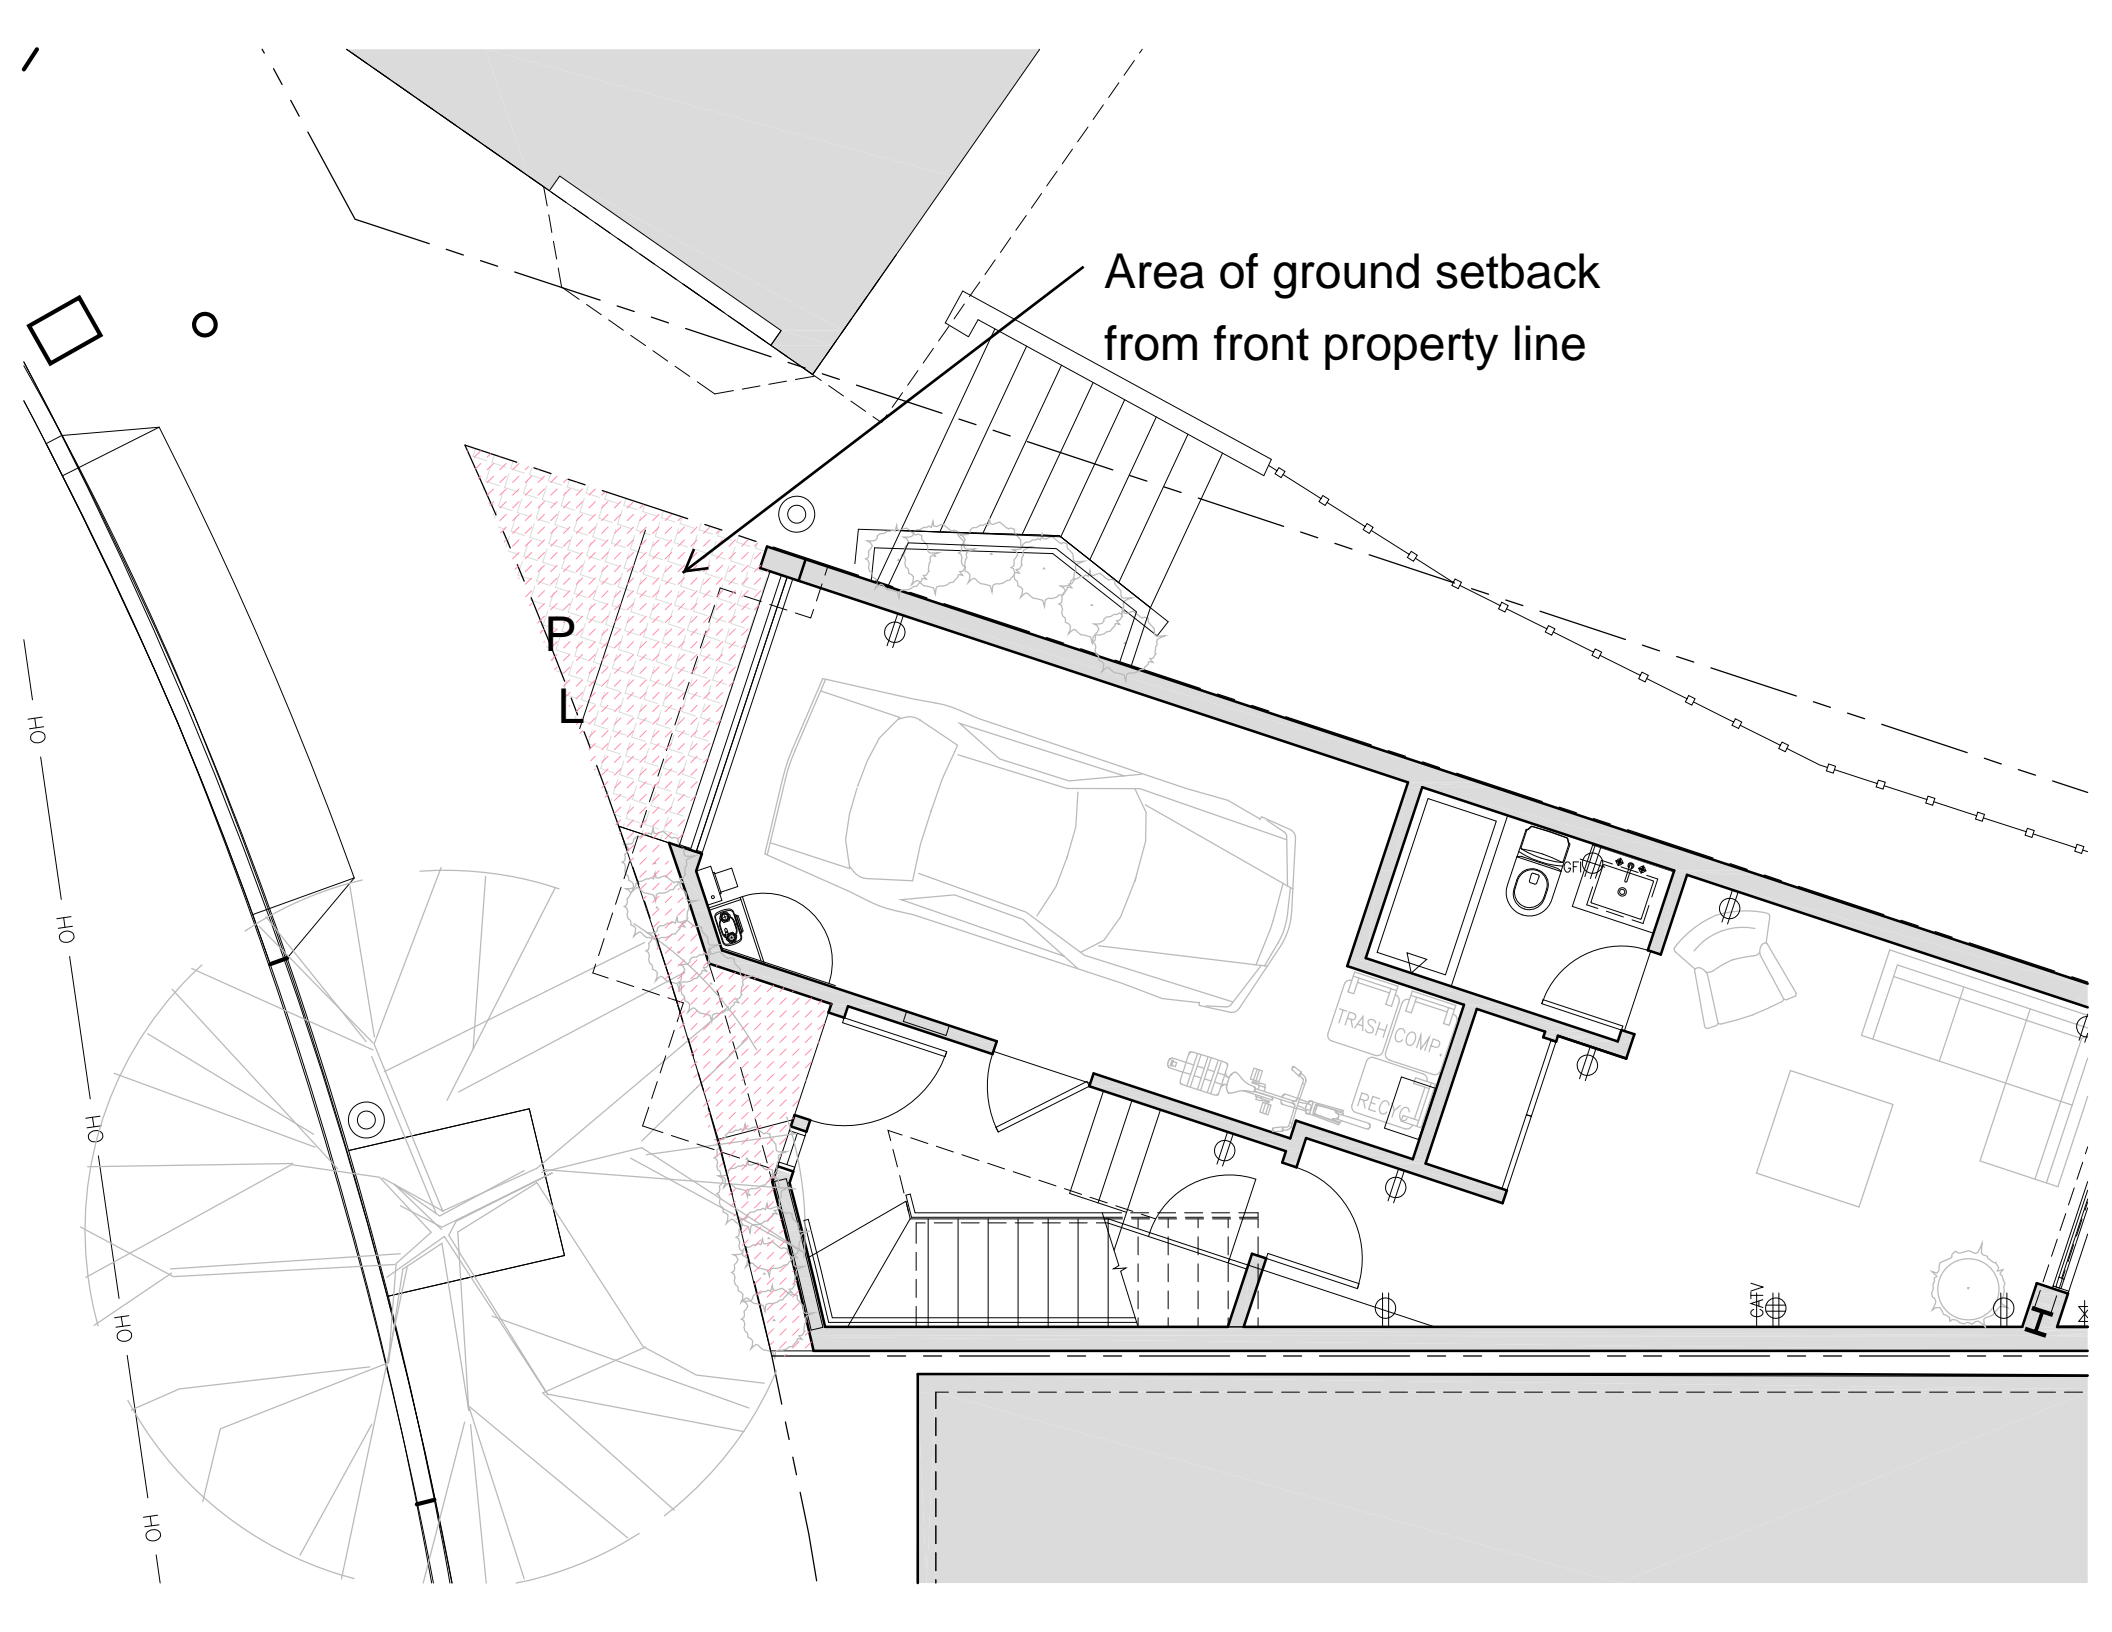 Area of ground setback
from front property line
P
L
OH
OH
OH
OH
OH
GFI
TRASH
COMP.
RECYC.
CATV